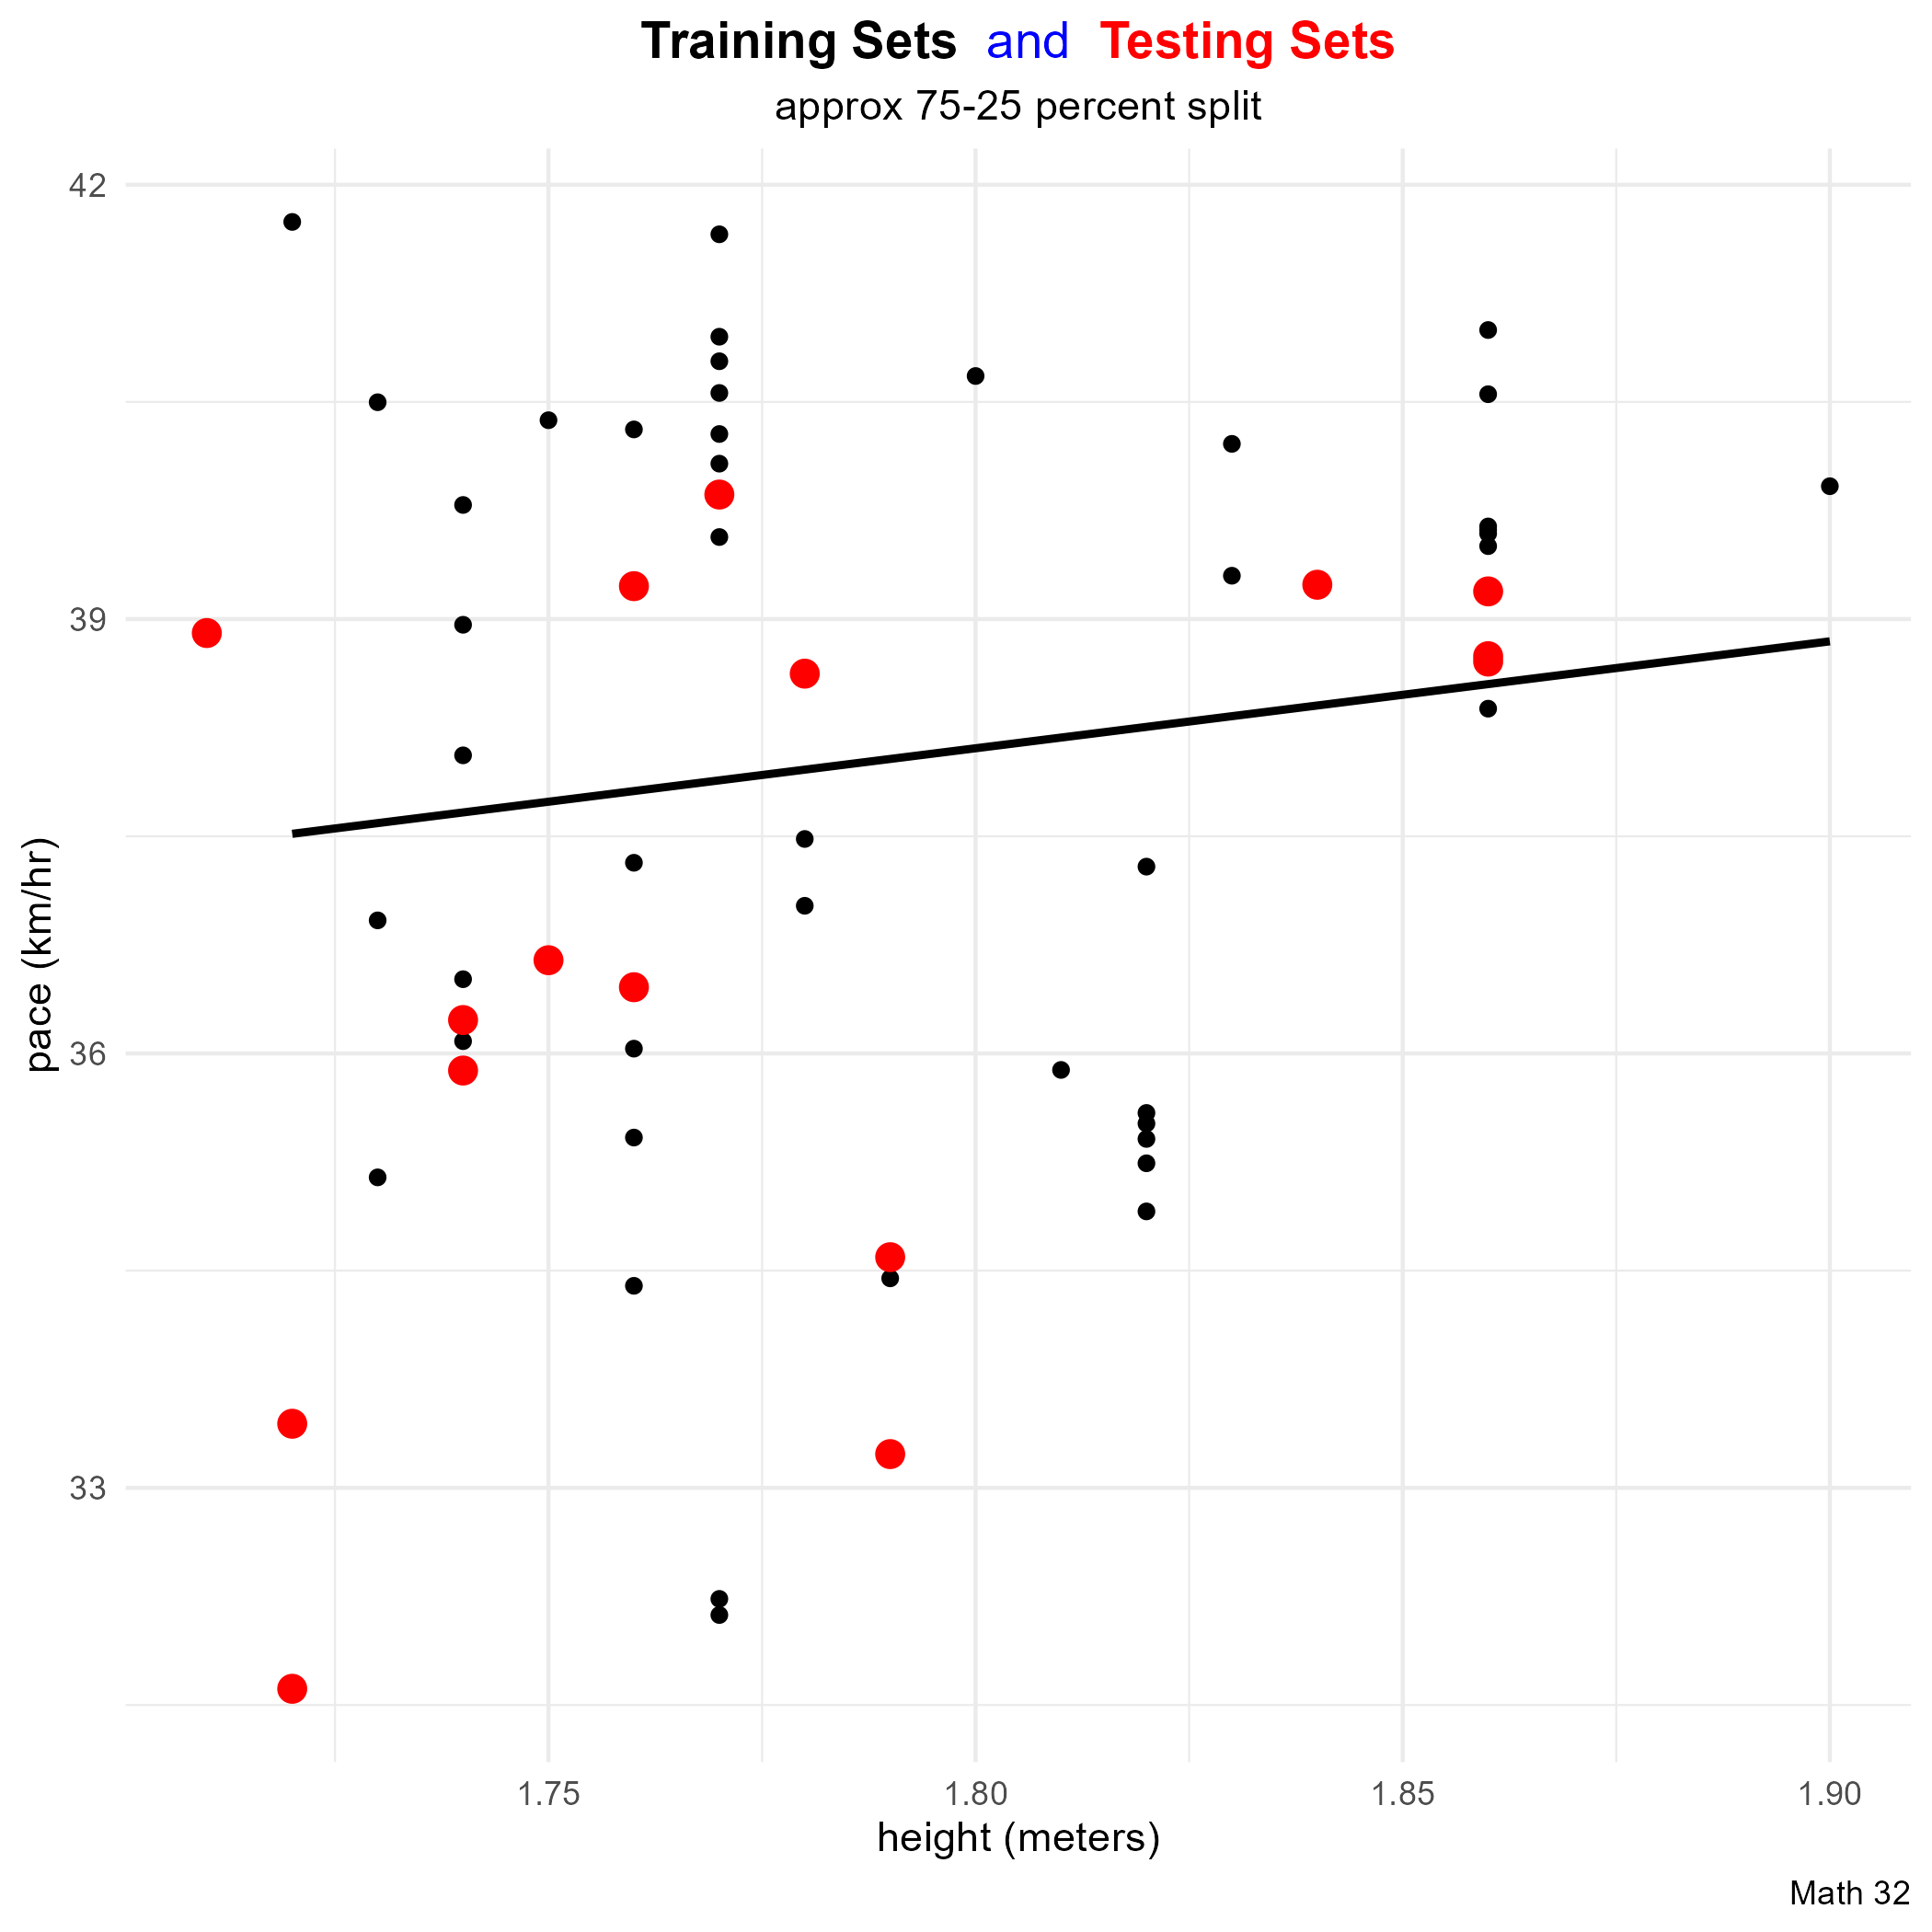 Training Sets and Testing Sets
approx 75-25 percent split
42
39
36
33
pace (km/hr)
1.75 1.80 1.85 1.90
height (meters)
Math 32